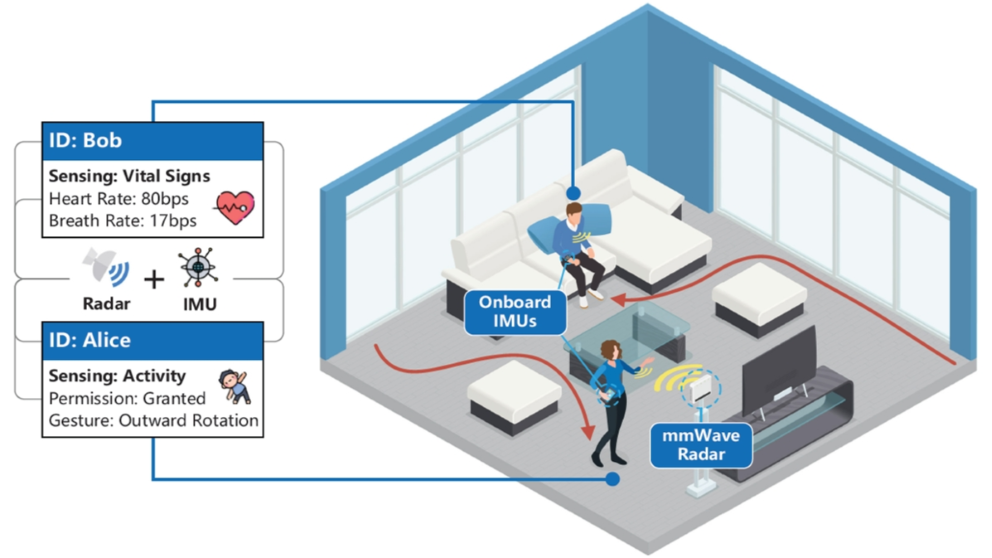 ID: Bob
Sensing: Vital Signs
Heart Rate: 80bps
Breath Rate: 17bps
Radar
+
IMU
ID: Alice
Sensing: Activity
Permission: Granted
Gesture: Outward Rotation
Onboard
IMUs
mmWave
Radar